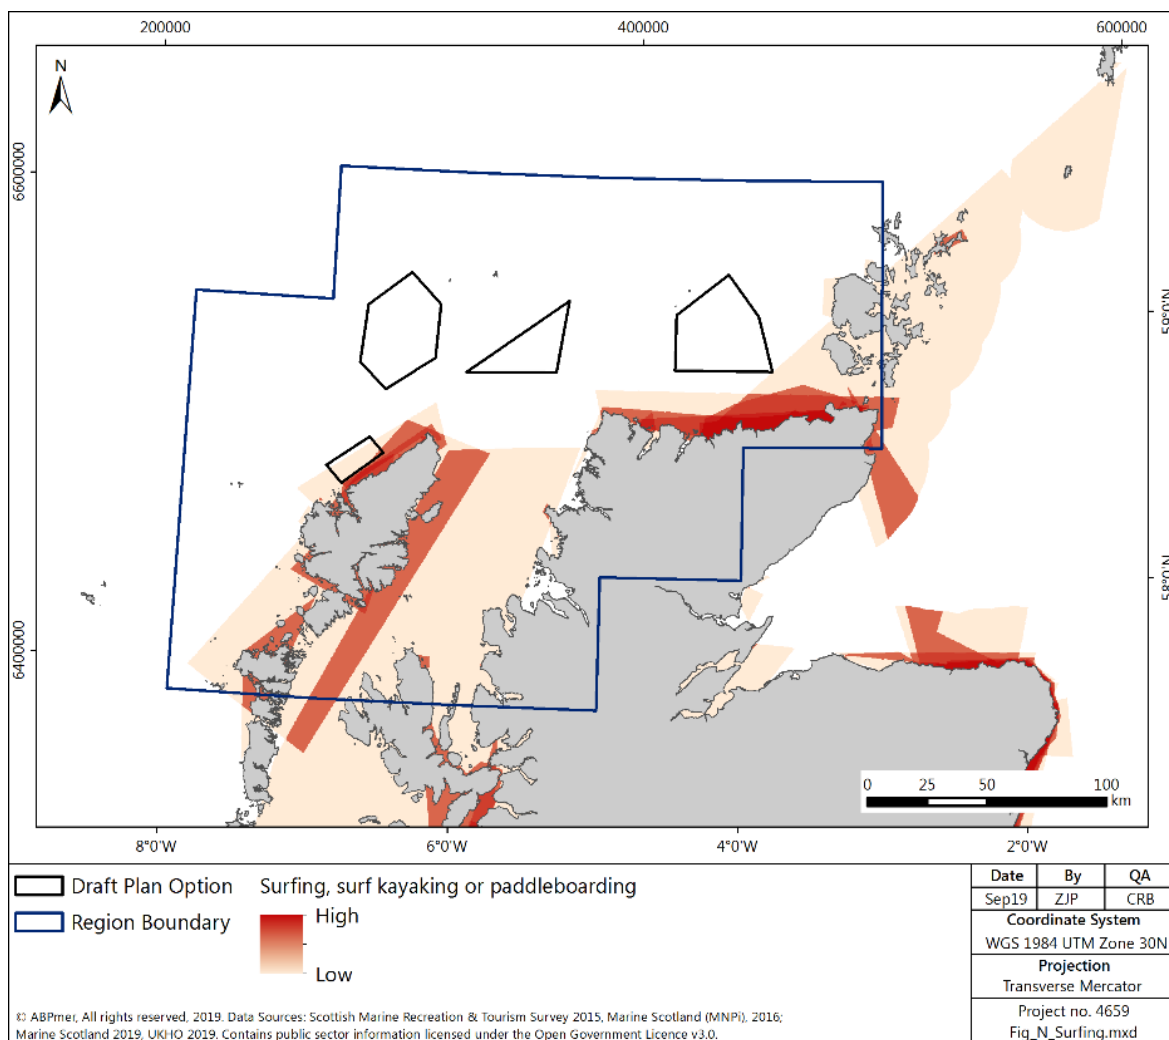 200000 400000 600000
N
6600000
6400000
59°0'N
58°0'N
0 25 50 100
km
8°0'W 6°0'W 4°0'W 2°0'W
Draft Plan Option
Region Boundary
Surfing, surf kayaking or paddleboarding
High
Low
Date By QA
Sep19 ZJP CRB
Coordinate System
WGS 1984 UTM Zone 30N
Projection
Transverse Mercator
Project no. 4659
Fig_N_Surfing.mxd
© ABPmer, All rights reserved, 2019. Data Sources: Scottish Marine Recreation & Tourism Survey 2015, Marine Scotland (MNPi), 2016;
Marine Scotland 2019, UKHO 2019. Contains public sector information licensed under the Open Government Licence v3.0.